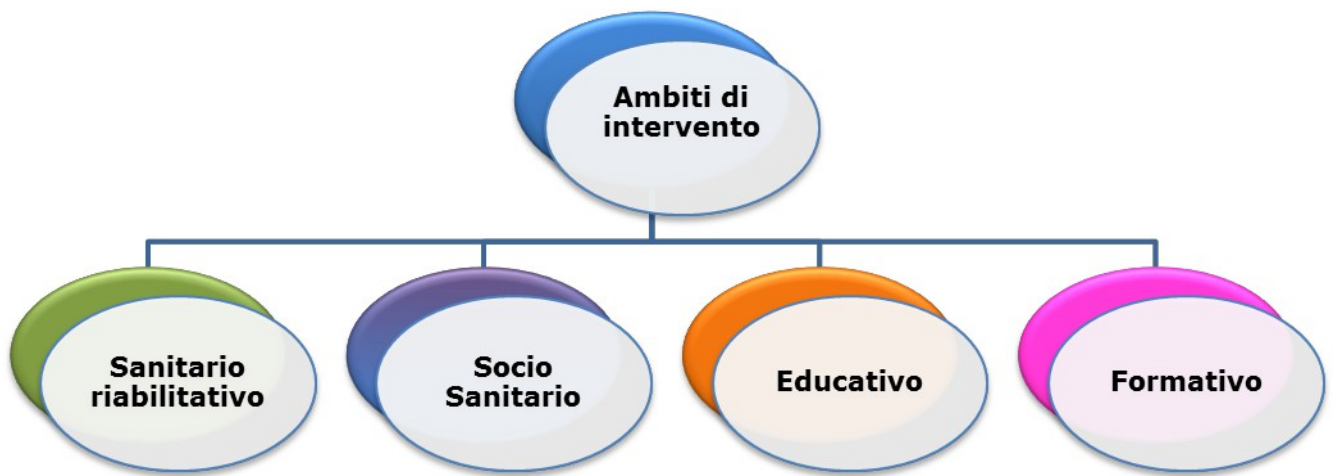 Ambiti di
intervento
Sanitario
riabilitativo
Socio
Sanitario
Educativo
Formativo